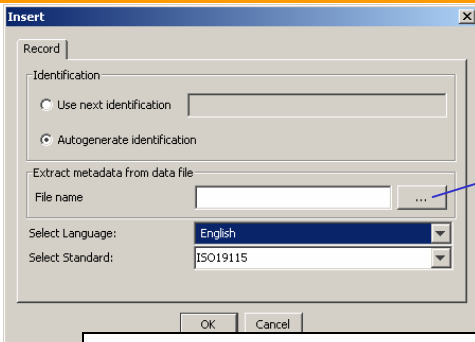 Insert
Record
Identification
Use next identification
Autogenerate identification
Extract metadata from data file
File name
...
Select Language:
English
Select Standard:
ISO19115
OK
Cancel